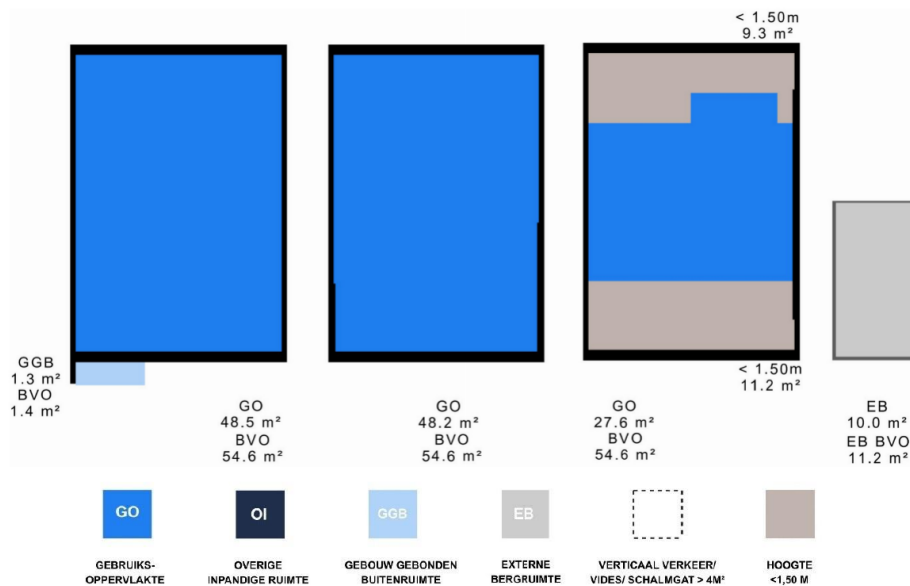 < 1.50m
9.3 m²
GGB
1.3 m²
BVO
1.4 m²
GO
48.5 m²
BVO
54.6 m²
GO
48.2 m²
BVO
54.6 m²
< 1.50m
11.2 m²
GO
27.6 m²
BVO
54.6 m²
EB
10.0 m²
EB BVO
11.2 m²
GO
GEBRUIKS-
OPPERVLAKTE
OI
OVERIGE
INPANDIGE RUIMTE
GGB
GEBOUW GEBONDEN
BUITENRUIMTE
EB
EXTERNE
BERGRUIMTE
VERTICAAL VERKEER/
VIDES/ SCHALMGAT > 4M²
HOOGTE
<1,50 M